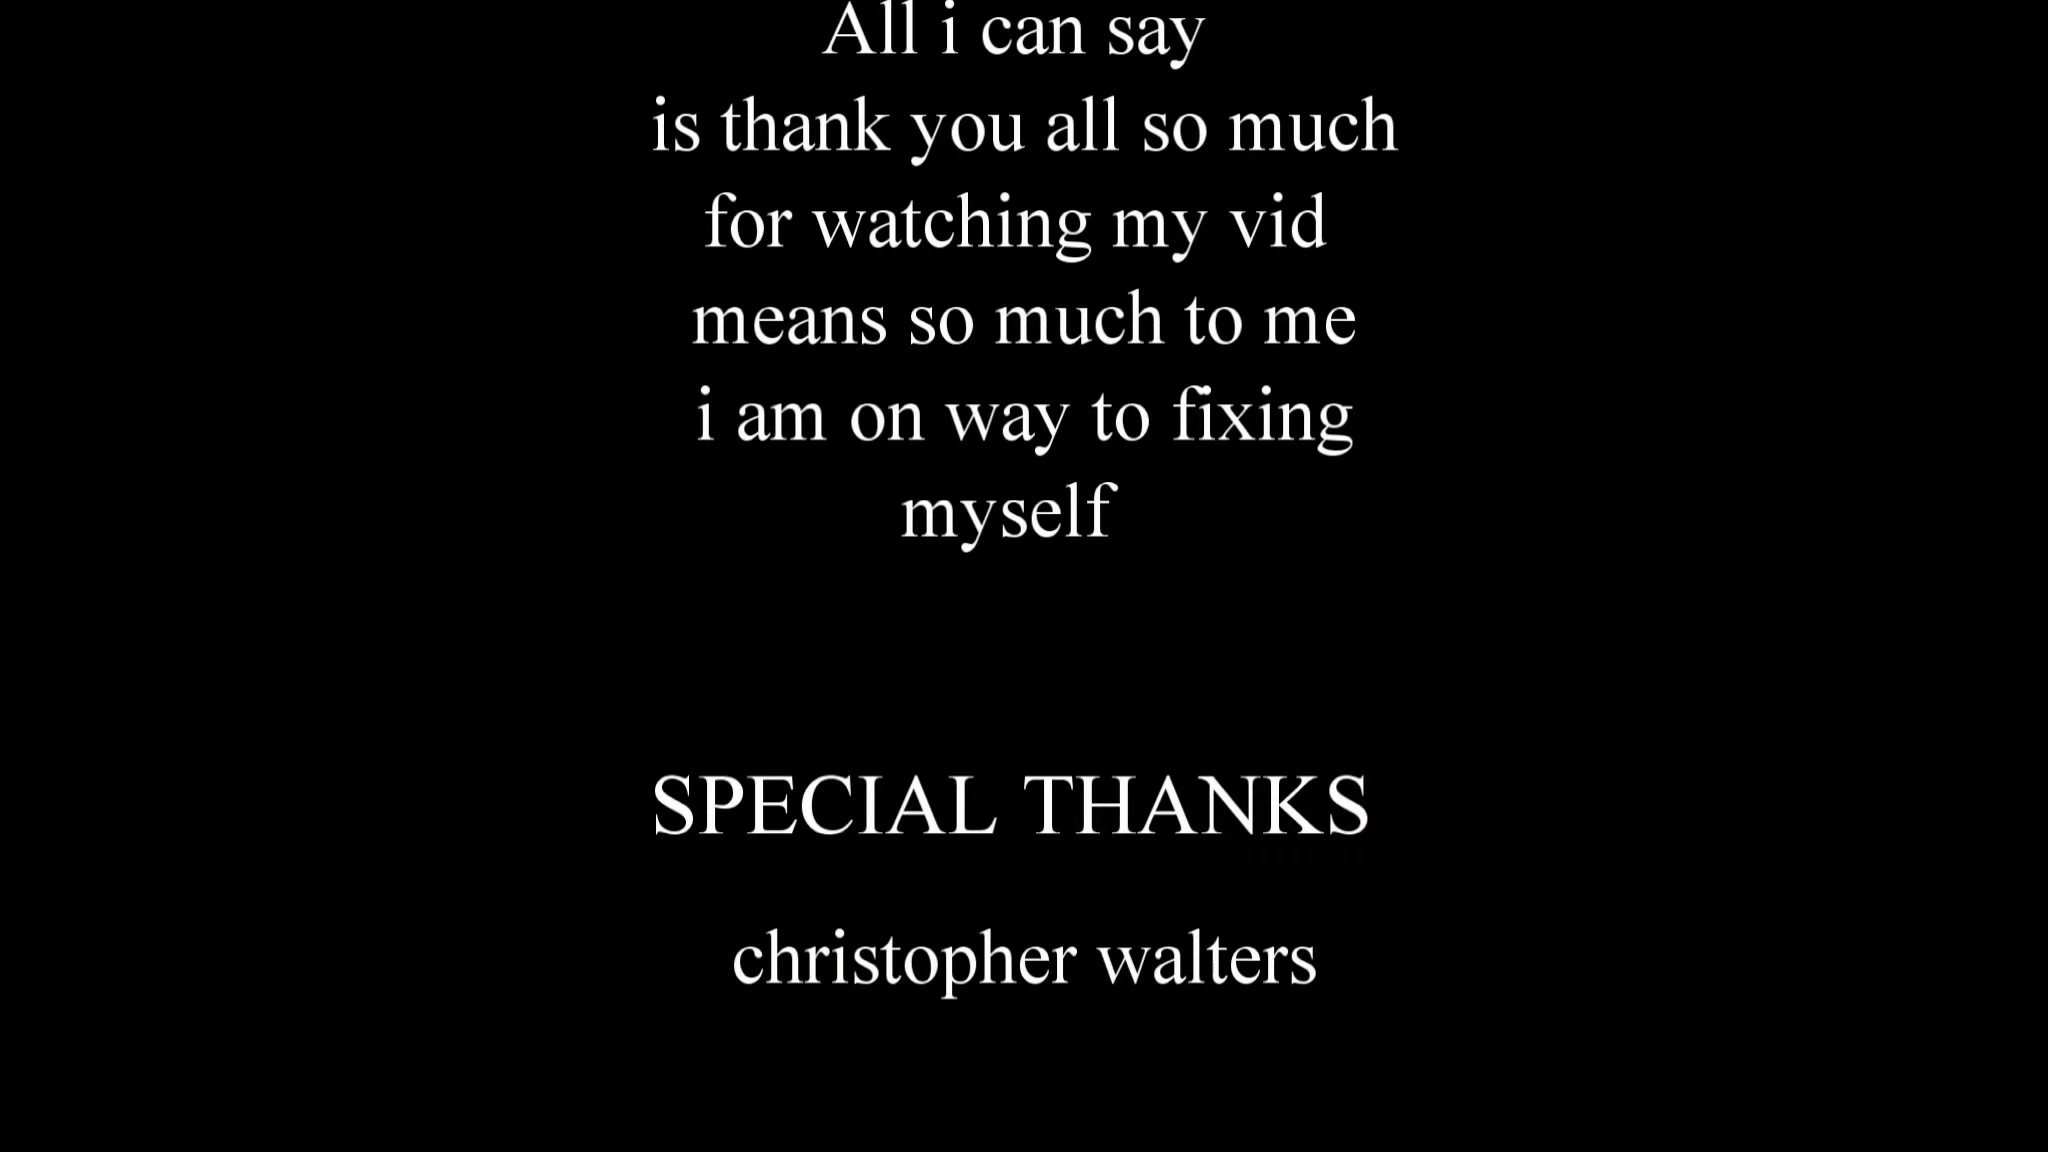 All i can say
is thank you all so much
for watching my vid
means so much to me
i am on way to fixing
myself
SPECIAL THANKS
christopher walters